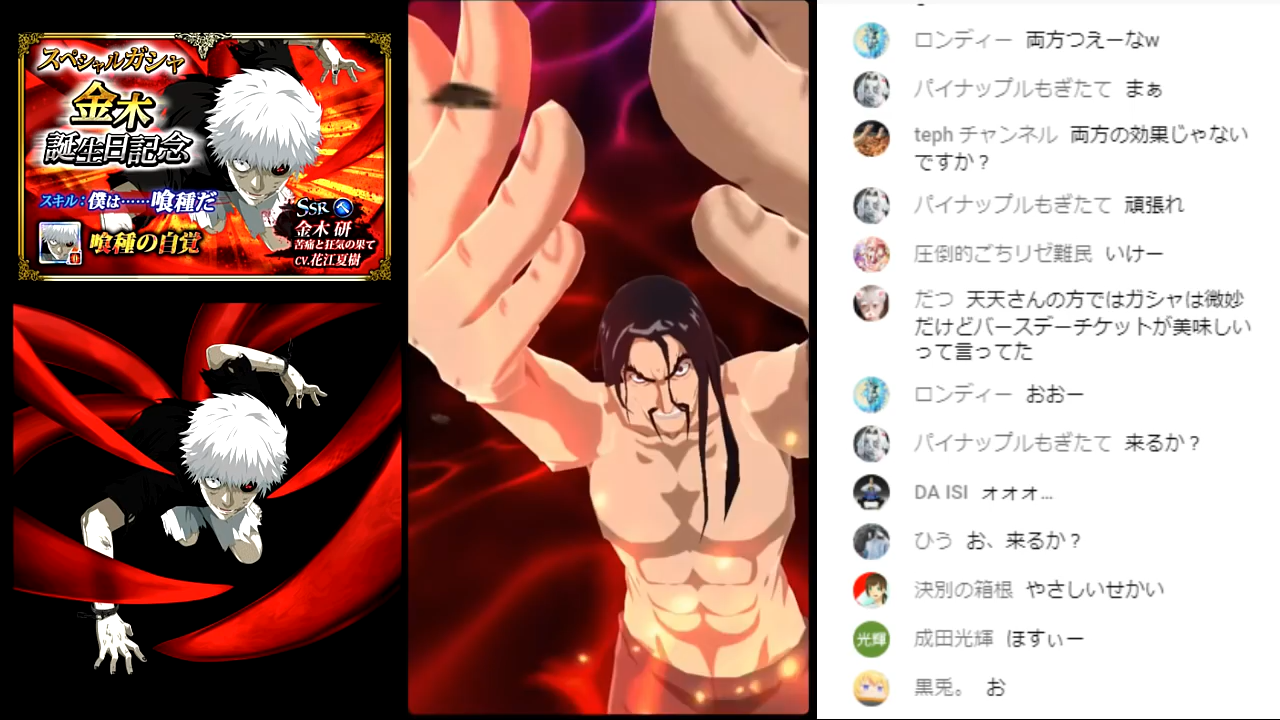 スペシャルガシャ
金木
誕生日記念
スキル：僕は……喰種だ
喰種の自覚
SSR
金木 研
苦痛と狂気の果て
CV.花江夏樹
ロンディー 両方つえーなw
パイナップルもぎたて まぁ
teph チャンネル 両方の効果じゃない
ですか？
パイナップルもぎたて 頑張れ
圧倒的ごちリゼ難民 いけー
だつ 天天さんの方ではガシャは微妙
だけどバースデーチケットが美味しい
って言ってた
ロンディー おおー
パイナップルもぎたて 来るか？
DA ISI ォオオ...
ひう お、来るか？
決別の箱根 やさしいせかい
光輝
成田光輝 ほすぃー
黒兎。 お